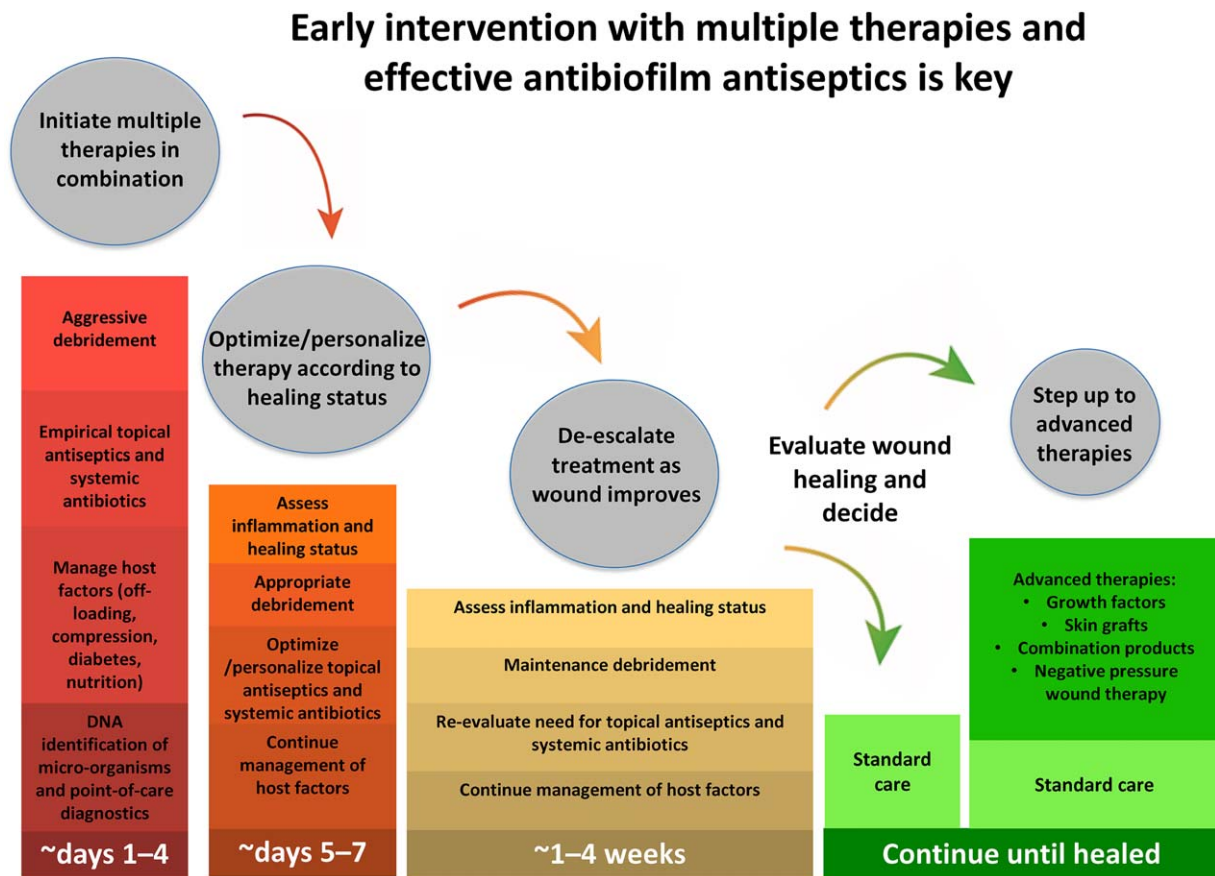 Early intervention with multiple therapies and
effective antibiofilm antiseptics is key
Initiate multiple
therapies in
combination
Aggressive
debridement
Empirical topical
antiseptics and
systemic
antibiotics
Manage host
factors (off-
loading,
compression,
diabetes,
nutrition)
DNA
identification of
micro-organisms
and point-of-care
diagnostics
~days 1–4
Optimize/personalize
therapy according to
healing status
Assess
inflammation and
healing status
Appropriate
debridement
Optimize
/personalize topical
antiseptics and
systemic antibiotics
Continue
management of
host factors
~days 5–7
De-escalate
treatment as
wound improves
Assess inflammation and healing status
Maintenance debridement
Re-evaluate need for topical antiseptics and
systemic antibiotics
Continue management of host factors
~1–4 weeks
Evaluate wound
healing and
decide
Standard
care
Step up to
advanced
therapies
Advanced therapies:
• Growth factors
• Skin grafts
• Combination products
• Negative pressure
wound therapy
Standard care
Continue until healed